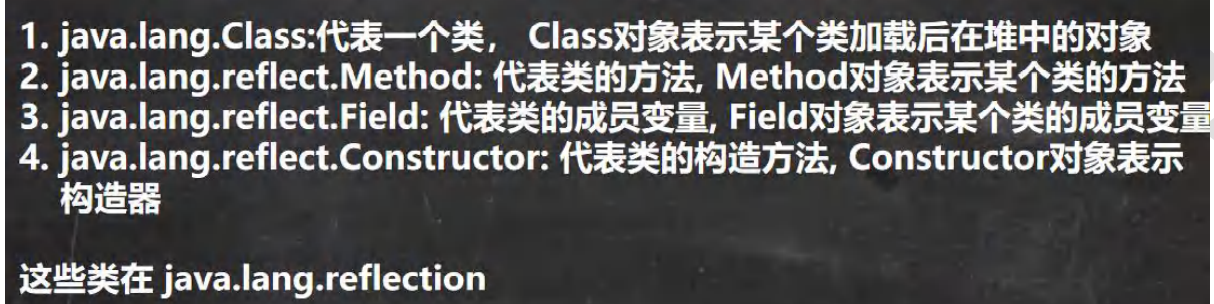 1. java.lang.Class:代表一个类， Class对象表示某个类加载后在堆中的对象
2. java.lang.reflect.Method: 代表类的方法, Method对象表示某个类的方法
3. java.lang.reflect.Field: 代表类的成员变量, Field对象表示某个类的成员变量
4. java.lang.reflect.Constructor: 代表类的构造方法, Constructor对象表示
构造器
这些类在 java.lang.reflection